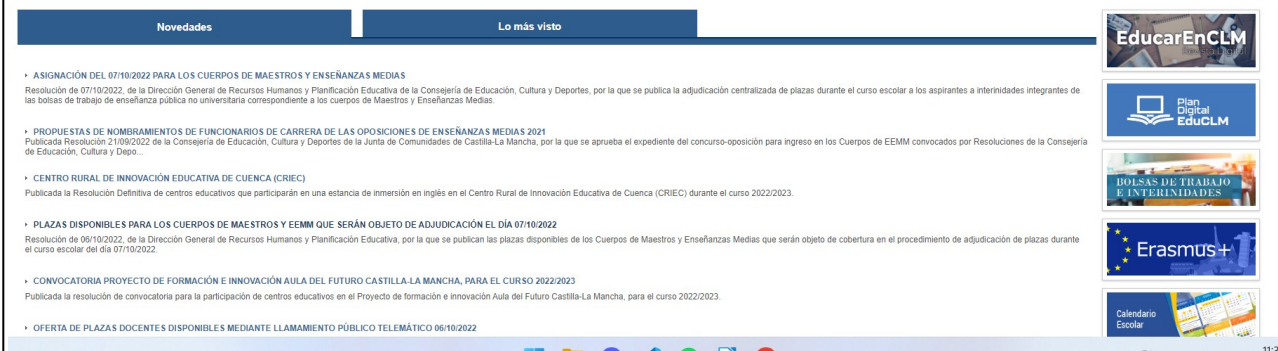 Novedades
Lo más visto
ASIGNACIÓN DEL 07/10/2022 PARA LOS CUERPOS DE MAESTROS Y ENSEÑANZAS MEDIAS
Resolución de 07/10/2022, de la Dirección General de Recursos Humanos y Planificación Educativa de la Consejería de Educación, Cultura y Deportes, por la que se publica la adjudicación centralizada de plazas durante el curso escolar a los aspirantes a interinidades integrantes de
las bolsas de trabajo de enseñanza pública no universitaria correspondiente a los cuerpos de Maestros y Enseñanzas Medias.
PROPUESTAS DE NOMBRAMIENTOS DE FUNCIONARIOS DE CARRERA DE LAS OPOSICIONES DE ENSEÑANZAS MEDIAS 2021
Publicada Resolución 21/09/2022 de la Consejería de Educación, Cultura y Deportes de la Junta de Comunidades de Castilla-La Mancha, por la que se aprueba el expediente del concurso-oposición para ingreso en los Cuerpos de EEMM convocados por Resoluciones de la Consejería
de Educación, Cultura y Depo...
CENTRO RURAL DE INNOVACIÓN EDUCATIVA DE CUENCA (CRIEC)
Publicada la Resolución Definitiva de centros educativos que participarán en una estancia de inmersión en inglés en el Centro Rural de Innovación Educativa de Cuenca (CRIEC) durante el curso 2022/2023.
PLAZAS DISPONIBLES PARA LOS CUERPOS DE MAESTROS Y EEMM QUE SERÁN OBJETO DE ADJUDICACIÓN EL DÍA 07/10/2022
Resolución de 06/10/2022, de la Dirección General de Recursos Humanos y Planificación Educativa, por la que se publican las plazas disponibles de los Cuerpos de Maestros y Enseñanzas Medias que serán objeto de cobertura en el procedimiento de adjudicación de plazas durante
el curso escolar del día 07/10/2022.
CONVOCATORIA PROYECTO DE FORMACIÓN E INNOVACIÓN AULA DEL FUTURO CASTILLA-LA MANCHA, PARA EL CURSO 2022/2023
Publicada la resolución de convocatoria para la participación de centros educativos en el Proyecto de formación e innovación Aula del Futuro Castilla-La Mancha, para el curso 2022/2023.
OFERTA DE PLAZAS DOCENTES DISPONIBLES MEDIANTE LLAMAMIENTO PÚBLICO TELEMÁTICO 06/10/2022
EducarEnCLM
Revista Digital
Plan
Digital
EduCLM
BOLSAS DE TRABAJO
E INTERINIDADES
Erasmus+
Calendario
Escolar